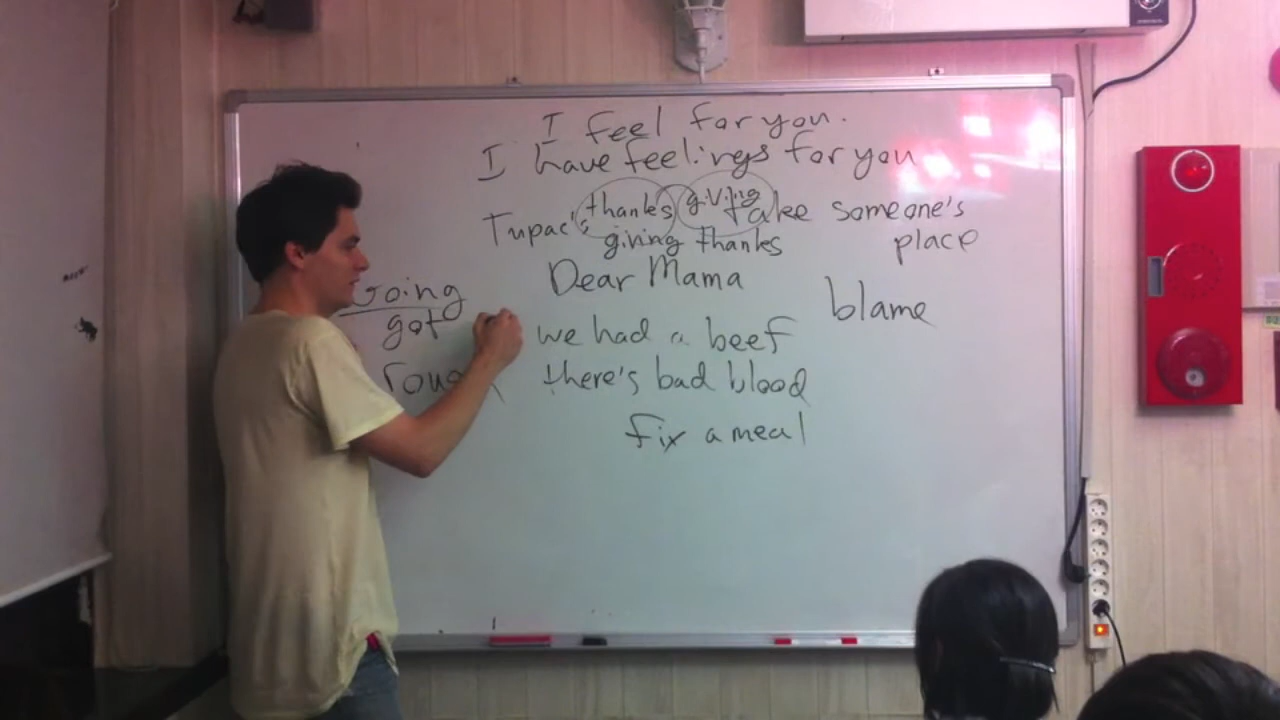 I feel for you.
I have feelings for you
thanks giving
Tupac's take someone's
giving thanks place
Dear Mama
Going
got
blame
we had a beef
there's bad blood
fix a meal